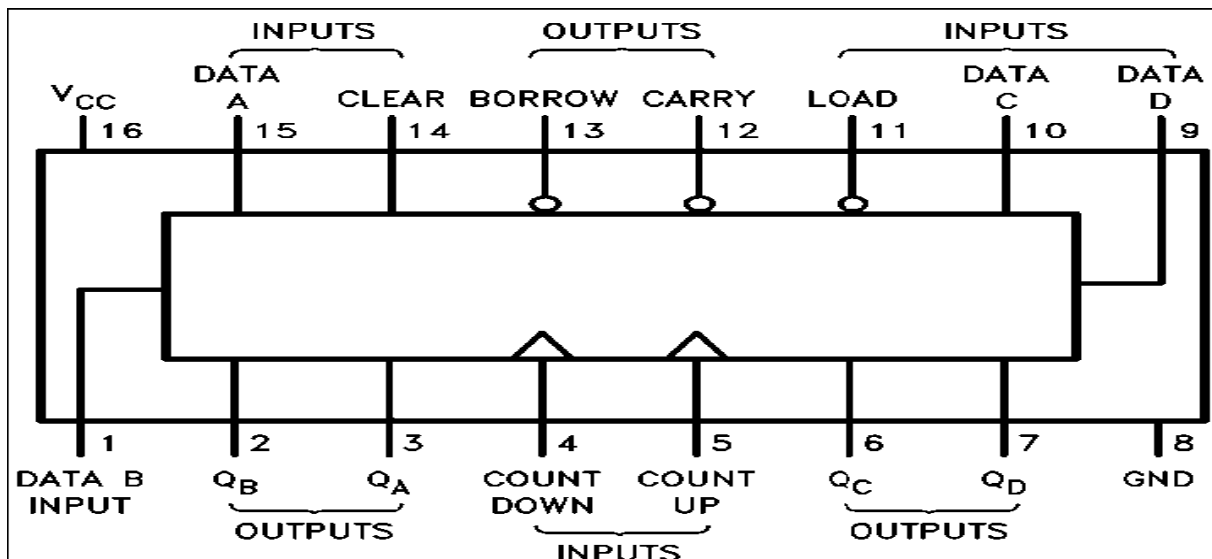 INPUTS OUTPUTS INPUTS
DATA DATA DATA
VCC A CLEAR BORROW CARRY LOAD C D
16 15 14 13 12 11 10 9
1 2 3 4 5 6 7 8
DATA B QB QA COUNT COUNT QC QD GND
INPUT DOWN UP
OUTPUTS OUTPUTS
INPUTS